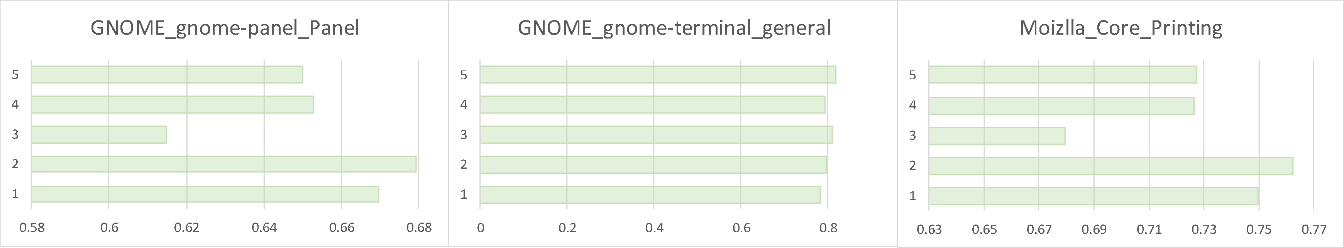 GNOME_gnome-panel_Panel
5
4
3
2
1
0.58 0.6 0.62 0.64 0.66 0.68
GNOME_gnome-terminal_general
5
4
3
2
1
0 0.2 0.4 0.6 0.8
Moizlla_Core_Printing
5
4
3
2
1
0.63 0.65 0.67 0.69 0.71 0.73 0.75 0.77